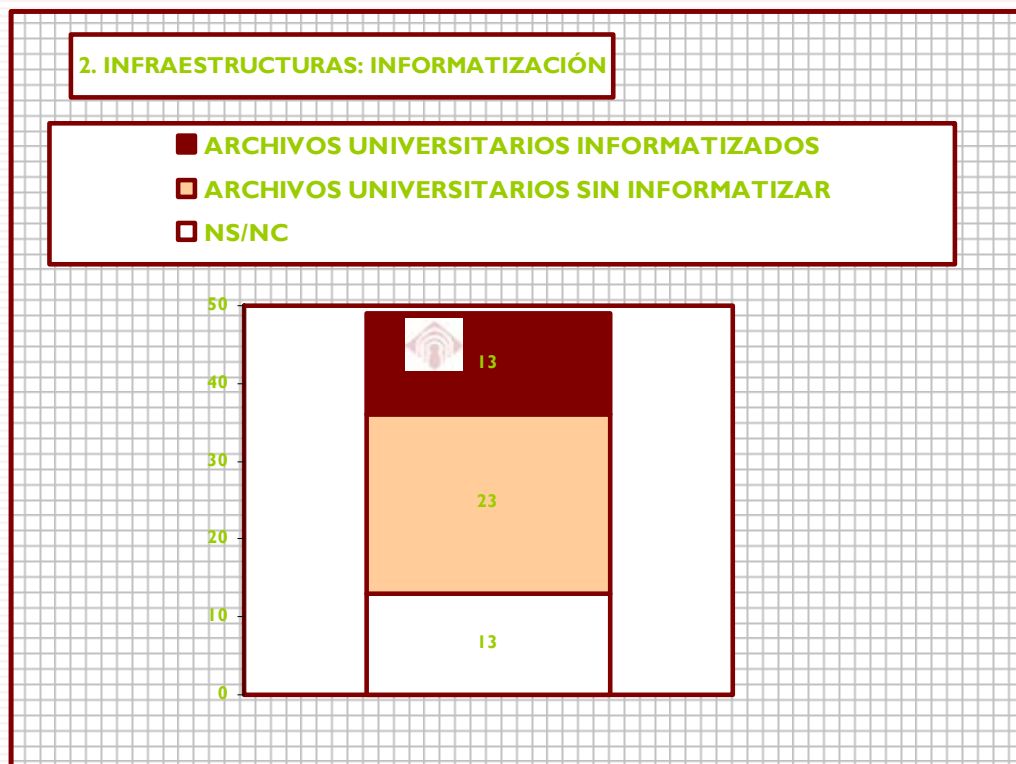 2. INFRAESTRUCTURAS: INFORMATIZACIÓN
ARCHIVOS UNIVERSITARIOS INFORMATIZADOS
ARCHIVOS UNIVERSITARIOS SIN INFORMATIZAR
NS/NC
50
13
40
30
23
20
10
13
0